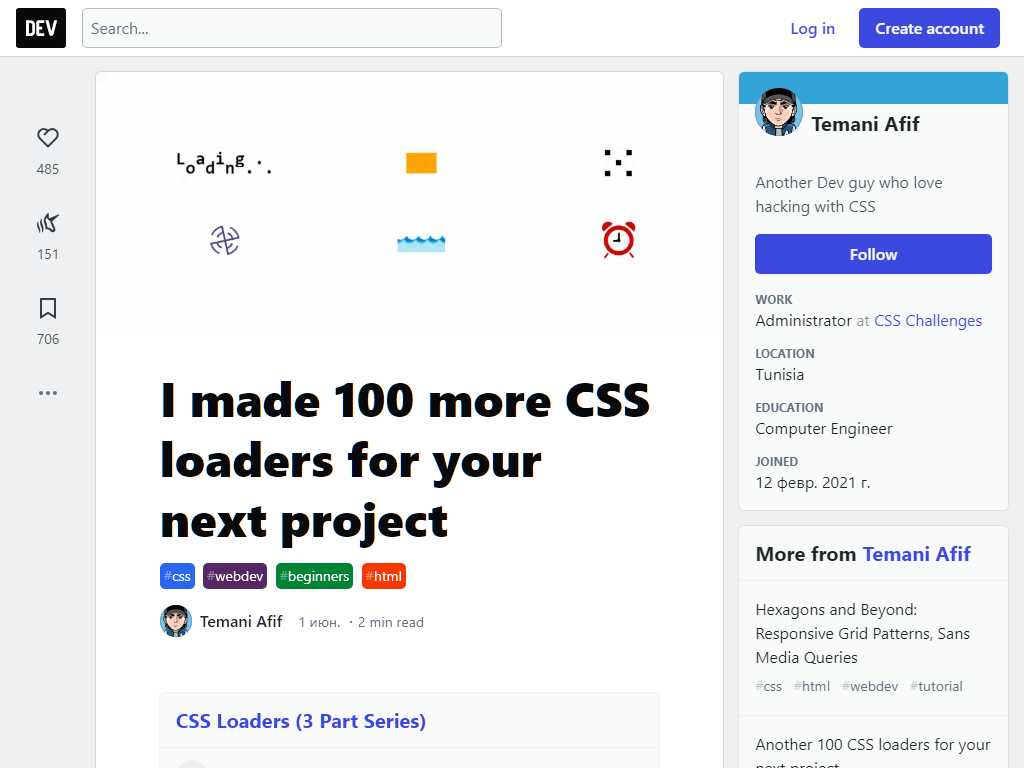 DEV
Search...
Log in
Create account
485
151
706
Loading...
I made 100 more CSS
loaders for your
next project
#css #webdev #beginners #html
Temani Afif 1 июн. · 2 min read
CSS Loaders (3 Part Series)
Temani Afif
Another Dev guy who love
hacking with CSS
Follow
WORK
Administrator at CSS Challenges
LOCATION
Tunisia
EDUCATION
Computer Engineer
JOINED
12 февр. 2021 г.
More from Temani Afif
Hexagons and Beyond:
Responsive Grid Patterns, Sans
Media Queries
#css #html #webdev #tutorial
Another 100 CSS loaders for your
next project